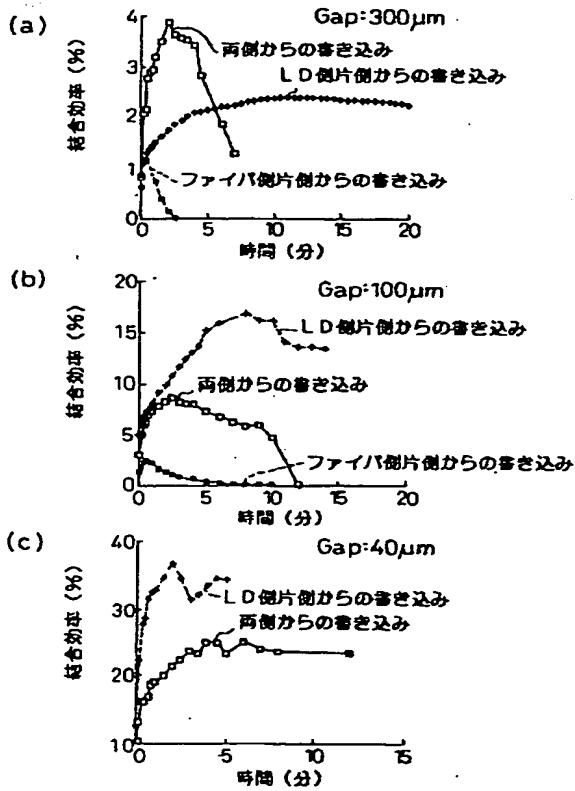 (a)
Gap:300μm
4
3
2
1
0
結合効率 (%)
両側からの書き込み
LD側片側からの書き込み
ファイバ側片側からの書き込み
0
5
10
15
20
時間 (分)
(b)
Gap:100μm
20
15
10
5
0
結合効率 (%)
LD側片側からの書き込み
両側からの書き込み
ファイバ側片側からの書き込み
0
5
10
15
20
時間 (分)
(c)
Gap:40μm
40
30
20
10
結合効率 (%)
LD側片側からの書き込み
両側からの書き込み
0
5
10
15
時間 (分)